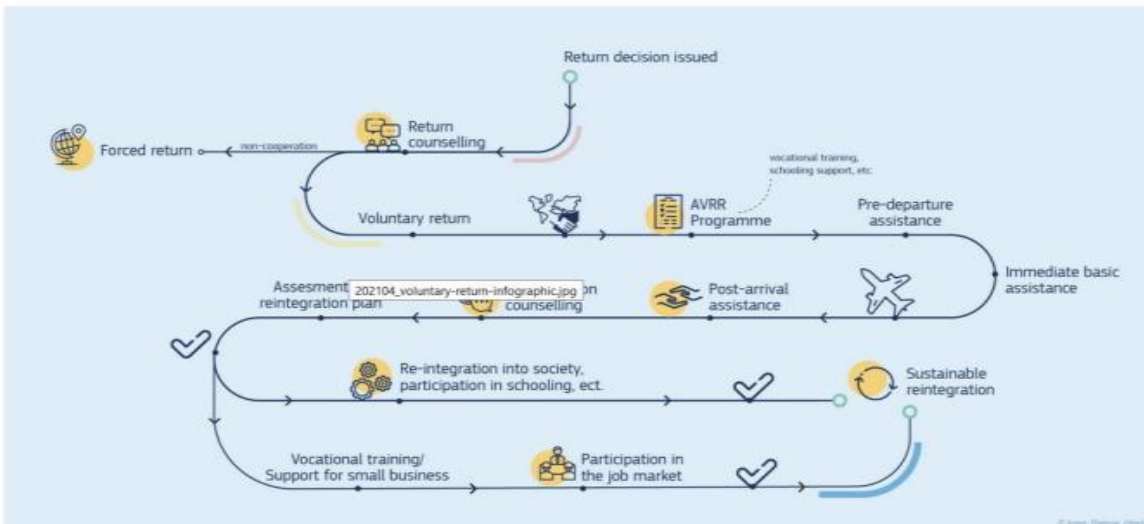 Return decision issued
Return
counselling
non-cooperation
Forced return
vocational training,
schooling support, etc.
Voluntary return
AVRR
Programme
Pre-departure
assistance
Immediate basic
assistance
Post-arrival
assistance
on
counselling
202104_voluntary-return-infographic.jpg
Assesment
reintegration plan
Re-integration into society,
participation in schooling, ect.
Sustainable
reintegration
Vocational training/
Support for small business
Participation in
the job market